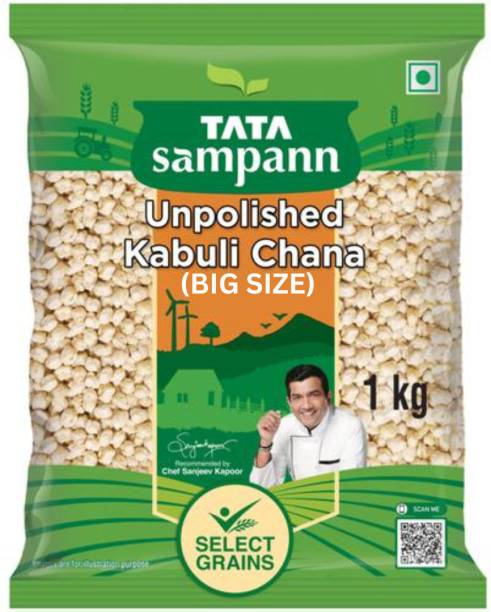 TATA
sampann
Unpolished
Kabuli Chana
(BIG SIZE)
1 kg
Recommended by
Chef Sanjeev Kapoor
SCAN ME
SELECT
GRAINS
are for illustration purpose